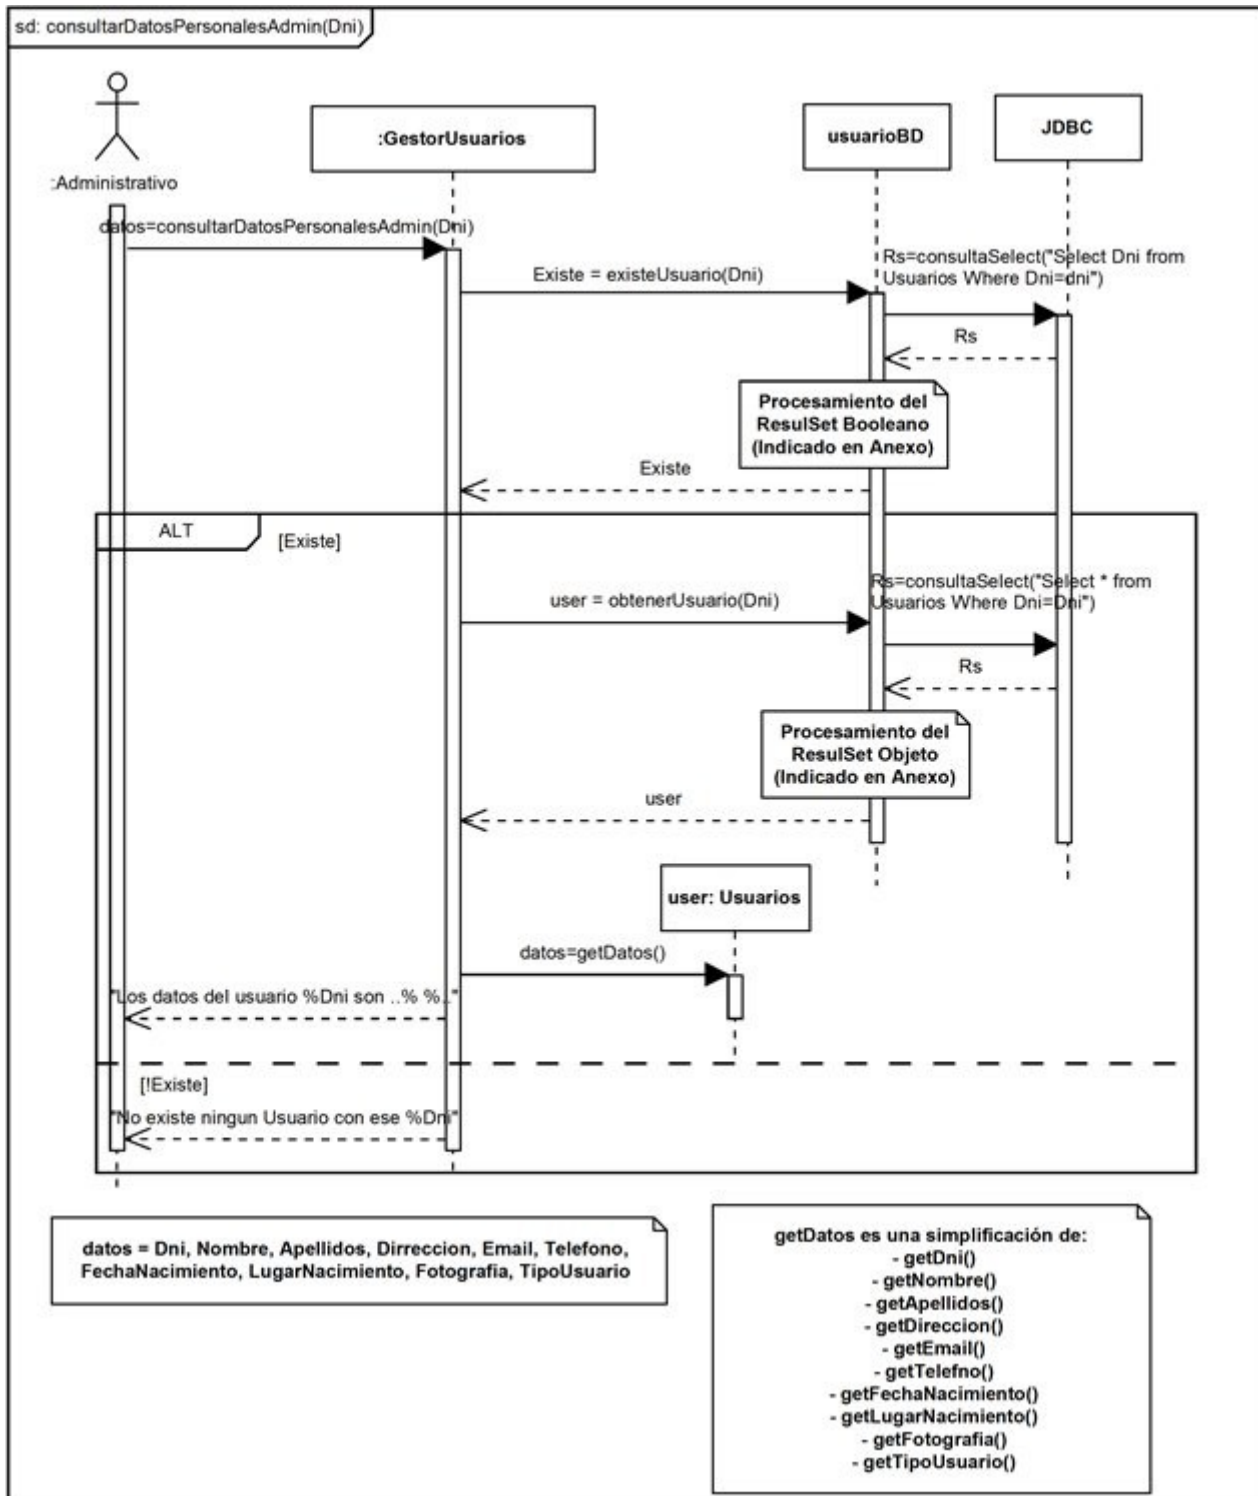 sd: consultarDatosPersonalesAdmin(Dni)
:Administrativo
:GestorUsuarios
usuarioBD
JDBC
datos=consultarDatosPersonalesAdmin(Dni)
Existe = existeUsuario(Dni)
Rs=consultaSelect("Select Dni from
Usuarios Where Dni=dni")
Rs
Procesamiento del
ResulSet Booleano
(Indicado en Anexo)
Existe
ALT
[Existe]
user = obtenerUsuario(Dni)
Rs=consultaSelect("Select * from
Usuarios Where Dni=Dni")
Rs
Procesamiento del
ResulSet Objeto
(Indicado en Anexo)
user
user: Usuarios
datos=getDatos()
"Los datos del usuario %Dni son ..% %.."
[!Existe]
"No existe ningun Usuario con ese %Dni"
datos = Dni, Nombre, Apellidos, Dirreccion, Email, Telefono,
FechaNacimiento, LugarNacimiento, Fotografia, TipoUsuario
getDatos es una simplificación de:
- getDni()
- getNombre()
- getApellidos()
- getDireccion()
- getEmail()
- getTelefno()
- getFechaNacimiento()
- getLugarNacimiento()
- getFotografia()
- getTipoUsuario()